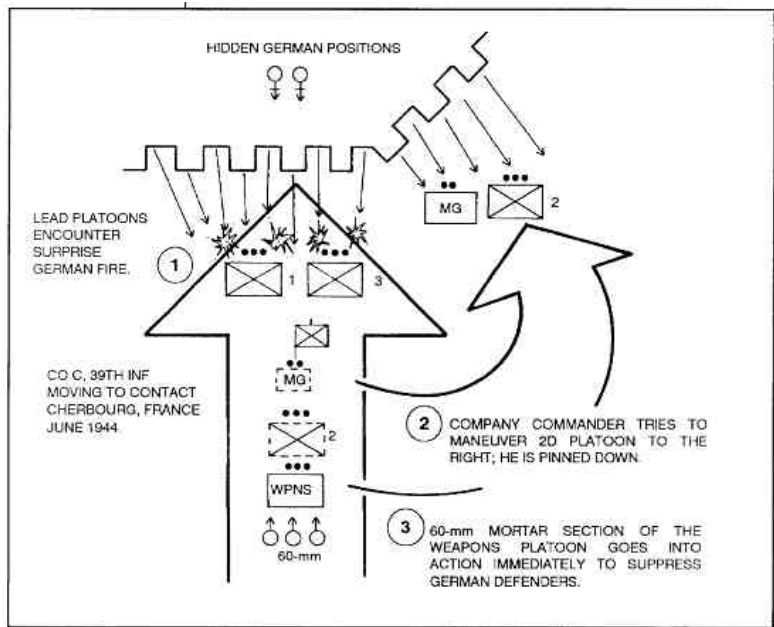 HIDDEN GERMAN POSITIONS
MG
2
LEAD PLATOONS
ENCOUNTER
SURPRISE
GERMAN FIRE.
1
1
3
CO C, 39TH INF
MOVING TO CONTACT
CHERBOURG, FRANCE
JUNE 1944.
MG
2
WPNS
60-mm
2
COMPANY COMMANDER TRIES TO
MANEUVER 2D PLATOON TO THE
RIGHT; HE IS PINNED DOWN.
3
60-mm MORTAR SECTION OF THE
WEAPONS PLATOON GOES INTO
ACTION IMMEDIATELY TO SUPPRESS
GERMAN DEFENDERS.